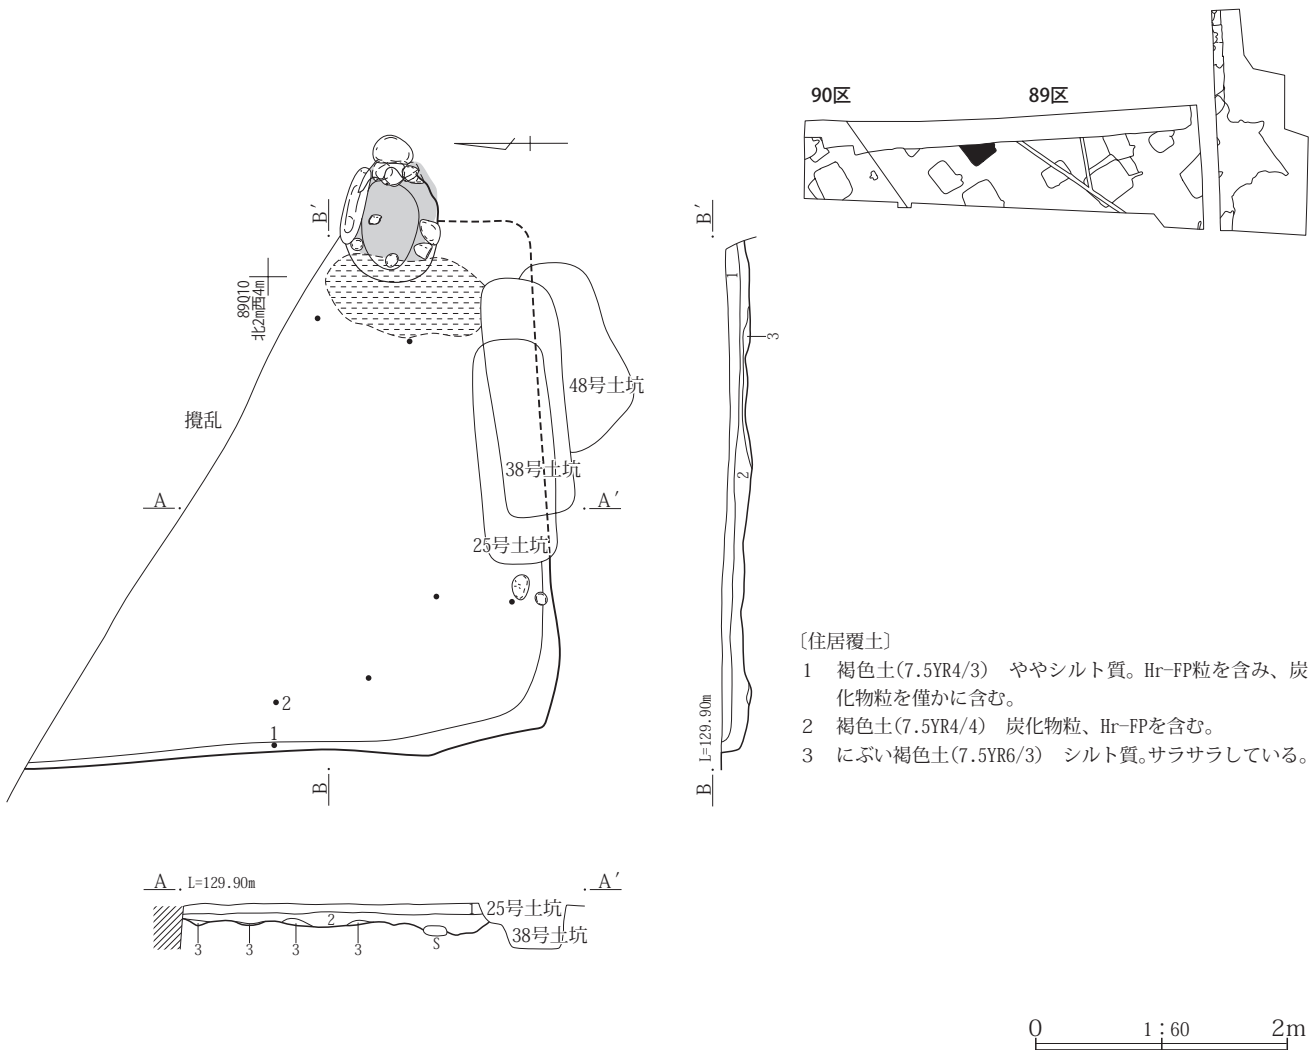 90区
89区
B′
B′
89Q10
北2m西4m
3
1
48号土坑
攪乱
38号土坑
2
A
A′
25号土坑
〔住居覆土〕
1 褐色土(7.5YR4/3) ややシルト質。Hr-FP粒を含み、炭
化物粒を僅かに含む。
2 褐色土(7.5YR4/4) 炭化物粒、Hr-FPを含む。
3 にぶい褐色土(7.5YR6/3) シルト質。サラサラしている。
2
1
B
B L=129.90m
A L=129.90m
A′
1
25号土坑
2
38号土坑
3
3
3
3
S
0 1：60 2m